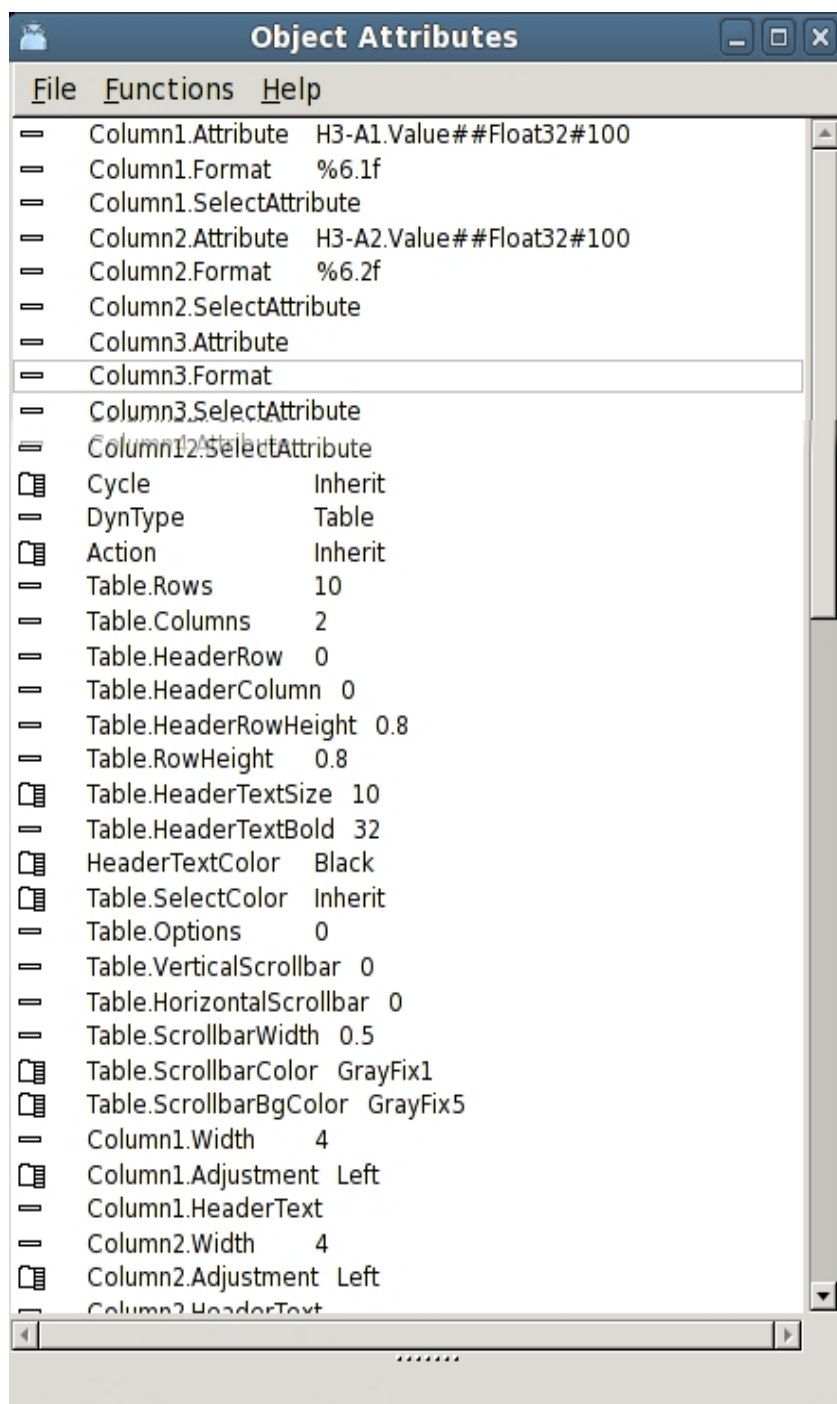 Object Attributes
File Functions Help
Column1.Attribute H3-A1.Value##Float32#100
Column1.Format %6.1f
Column1.SelectAttribute
Column2.Attribute H3-A2.Value##Float32#100
Column2.Format %6.2f
Column2.SelectAttribute
Column3.Attribute
Column3.Format
Column3.SelectAttribute
Column12.SelectAttribute
Cycle Inherit
DynType Table
Action Inherit
Table.Rows 10
Table.Columns 2
Table.HeaderRow 0
Table.HeaderColumn 0
Table.HeaderRowHeight 0.8
Table.RowHeight 0.8
Table.HeaderTextSize 10
Table.HeaderTextBold 32
HeaderTextColor Black
Table.SelectColor Inherit
Table.Options 0
Table.VerticalScrollbar 0
Table.HorizontalScrollbar 0
Table.ScrollbarWidth 0.5
Table.ScrollbarColor GrayFix1
Table.ScrollbarBgColor GrayFix5
Column1.Width 4
Column1.Adjustment Left
Column1.HeaderText
Column2.Width 4
Column2.Adjustment Left
Column2.HeaderText